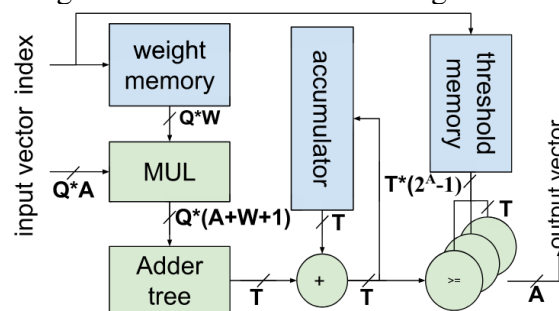 index
weight
memory
accumulator
threshold
memory
Q*W
input vector
Q*A
MUL
T*(2^A-1)
T
output vector
Q*(A+W+1)
T
Adder
tree
+
>=
T
T
A